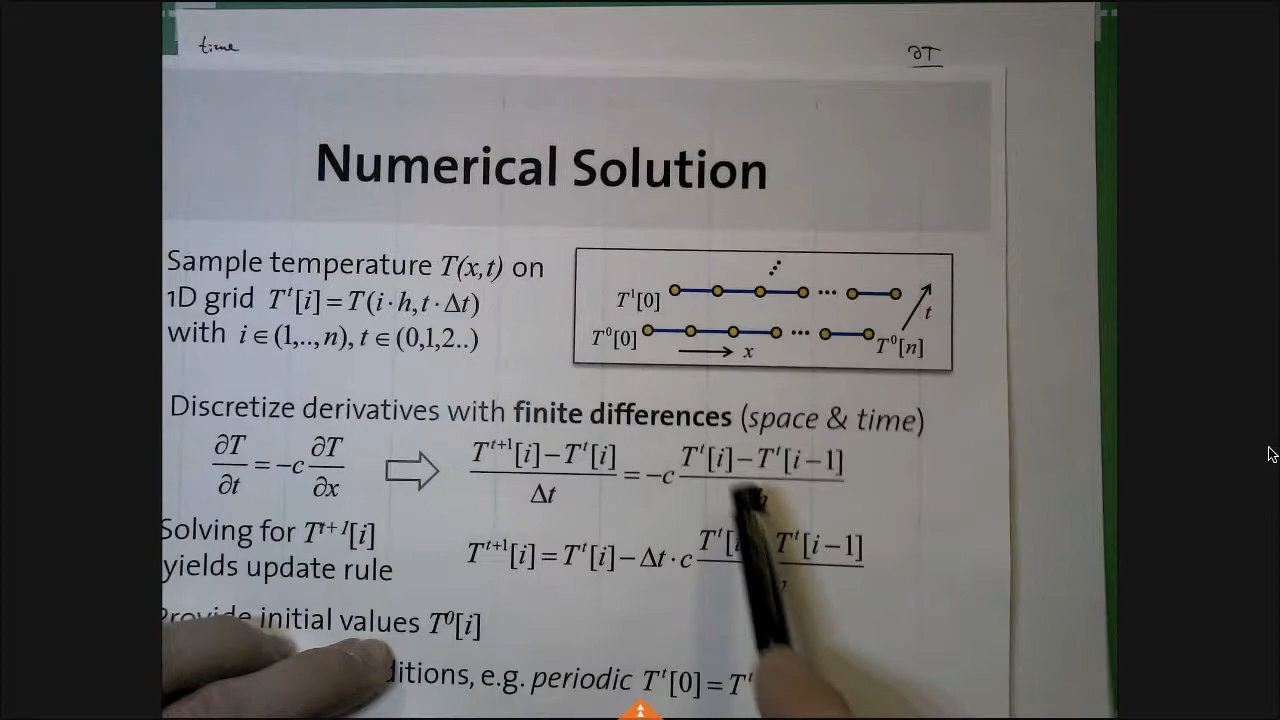 time
∂T
Numerical Solution
Sample temperature T(x,t) on
1D grid T^t[i] = T(i·h, t·Δt)
with i ∈ (1,..,n), t ∈ (0,1,2..)
⋰
T^1[0] ... t
T^0[0] ... T^0[n]
x
Discretize derivatives with finite differences (space & time)
∂T/∂t = −c ∂T/∂x ⇨ (T^{t+1}[i] − T^t[i])/Δt = −c (T^t[i] − T^t[i−1])/h
Solving for T^{t+1}[i]
yields update rule
T^{t+1}[i] = T^t[i] − Δt·c T^t[i T^t[i−1]
Provide initial values T^0[i]
ditions, e.g. periodic T^t[0] = T^t